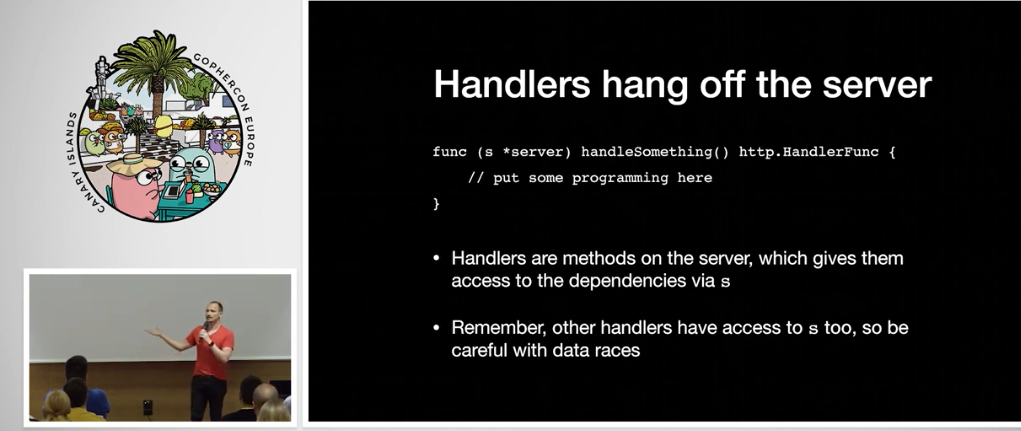 CANARY ISLANDS
GOPHERCON EUROPE
Handlers hang off the server
func (s *server) handleSomething() http.HandlerFunc {
// put some programming here
}
• Handlers are methods on the server, which gives them
access to the dependencies via s
• Remember, other handlers have access to s too, so be
careful with data races